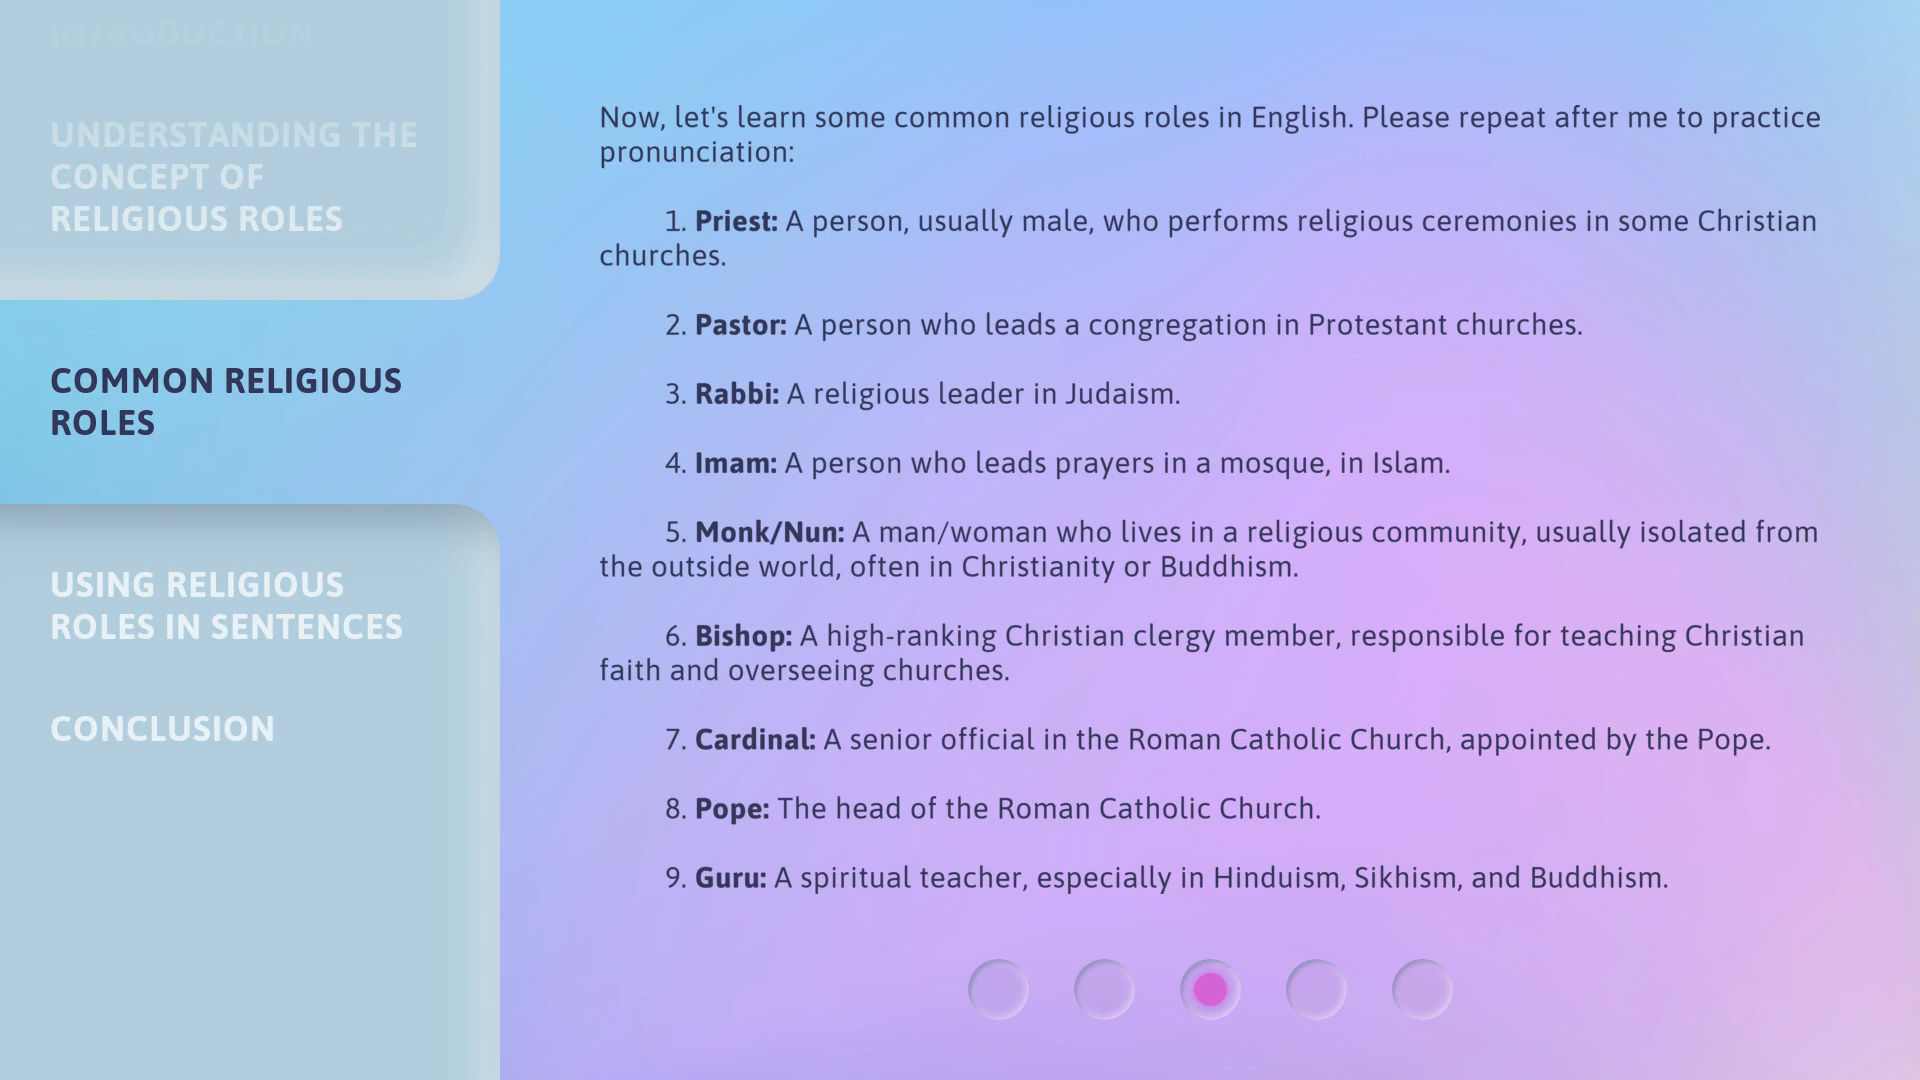 INTRODUCTION
UNDERSTANDING THE
CONCEPT OF
RELIGIOUS ROLES
COMMON RELIGIOUS
ROLES
USING RELIGIOUS
ROLES IN SENTENCES
CONCLUSION
Now, let's learn some common religious roles in English. Please repeat after me to practice
pronunciation:
1. Priest: A person, usually male, who performs religious ceremonies in some Christian
churches.
2. Pastor: A person who leads a congregation in Protestant churches.
3. Rabbi: A religious leader in Judaism.
4. Imam: A person who leads prayers in a mosque, in Islam.
5. Monk/Nun: A man/woman who lives in a religious community, usually isolated from
the outside world, often in Christianity or Buddhism.
6. Bishop: A high-ranking Christian clergy member, responsible for teaching Christian
faith and overseeing churches.
7. Cardinal: A senior official in the Roman Catholic Church, appointed by the Pope.
8. Pope: The head of the Roman Catholic Church.
9. Guru: A spiritual teacher, especially in Hinduism, Sikhism, and Buddhism.